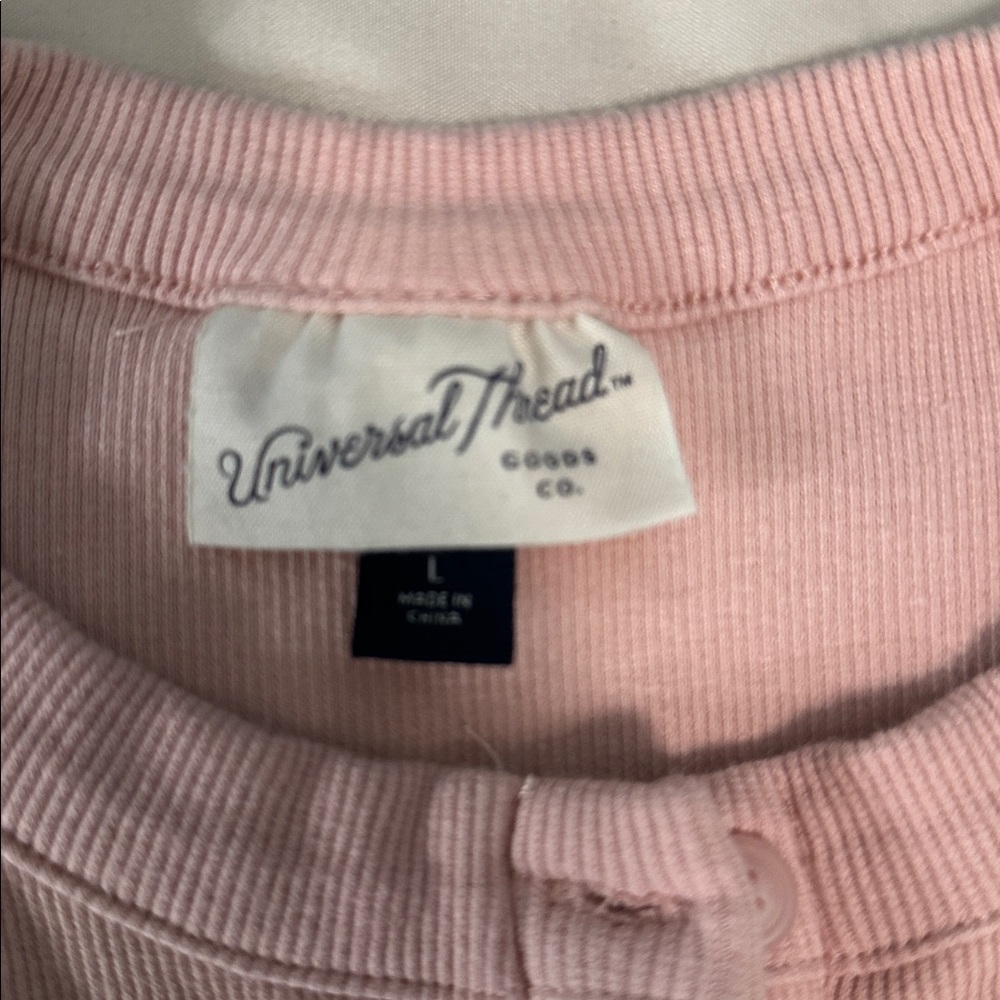 Universal Thread™
GOODS
CO.
L
MADE IN
CHINA